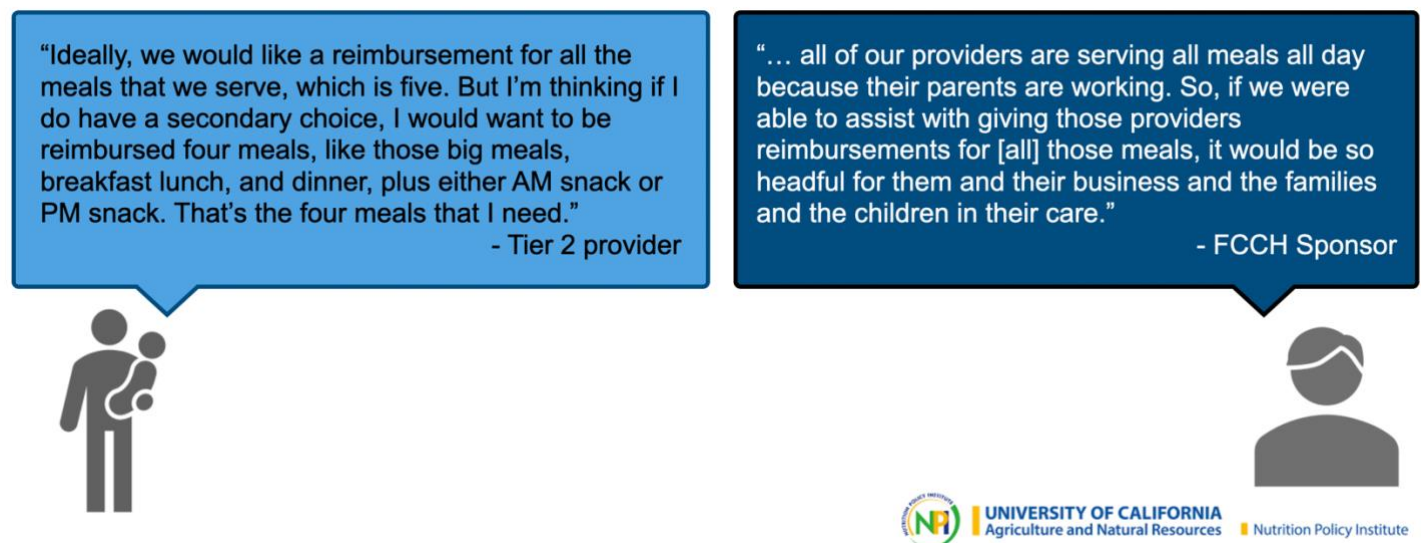 “Ideally, we would like a reimbursement for all the
meals that we serve, which is five. But I’m thinking if I
do have a secondary choice, I would want to be
reimbursed four meals, like those big meals,
breakfast lunch, and dinner, plus either AM snack or
PM snack. That’s the four meals that I need.”
- Tier 2 provider
“… all of our providers are serving all meals all day
because their parents are working. So, if we were
able to assist with giving those providers
reimbursements for [all] those meals, it would be so
headful for them and their business and the families
and the children in their care.”
- FCCH Sponsor
NUTRITION POLICY INSTITUTE
NPI
UNIVERSITY OF CALIFORNIA
Agriculture and Natural Resources
Nutrition Policy Institute